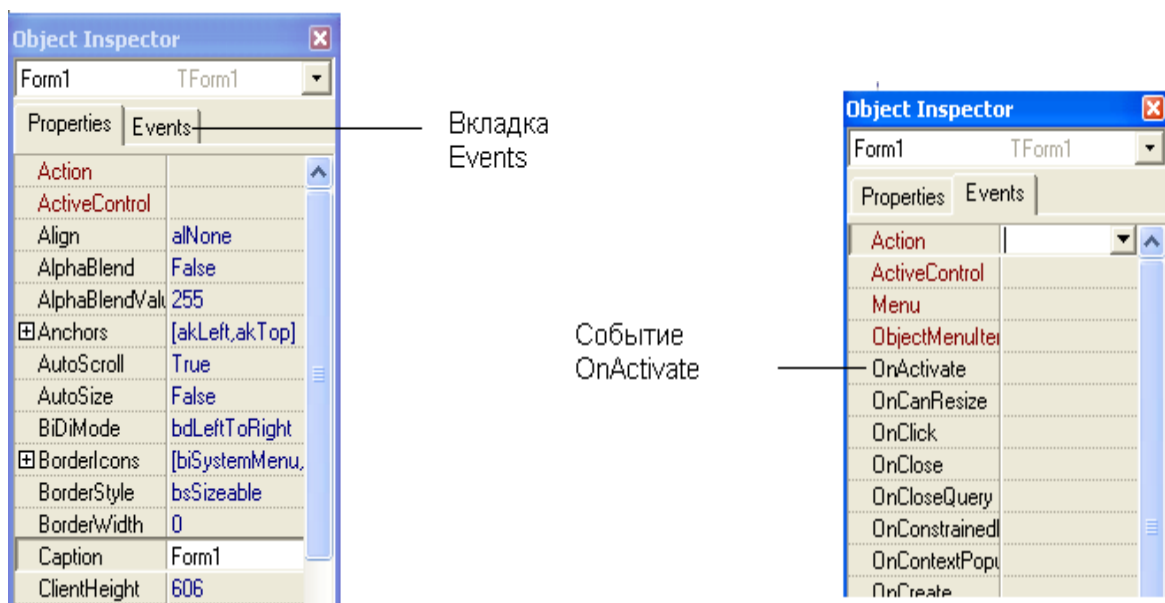 Object Inspector
Form1 TForm1
Properties Events
Action
ActiveControl
Align alNone
AlphaBlend False
AlphaBlendValu 255
Anchors [akLeft,akTop]
AutoScroll True
AutoSize False
BiDiMode bdLeftToRight
BorderIcons [biSystemMenu,
BorderStyle bsSizeable
BorderWidth 0
Caption Form1
ClientHeight 606
Вкладка
Events
Событие
OnActivate
Object Inspector
Form1 TForm1
Properties Events
Action
ActiveControl
Menu
ObjectMenuIter
OnActivate
OnCanResize
OnClick
OnClose
OnCloseQuery
OnConstrainedI
OnContextPopu
OnCreate